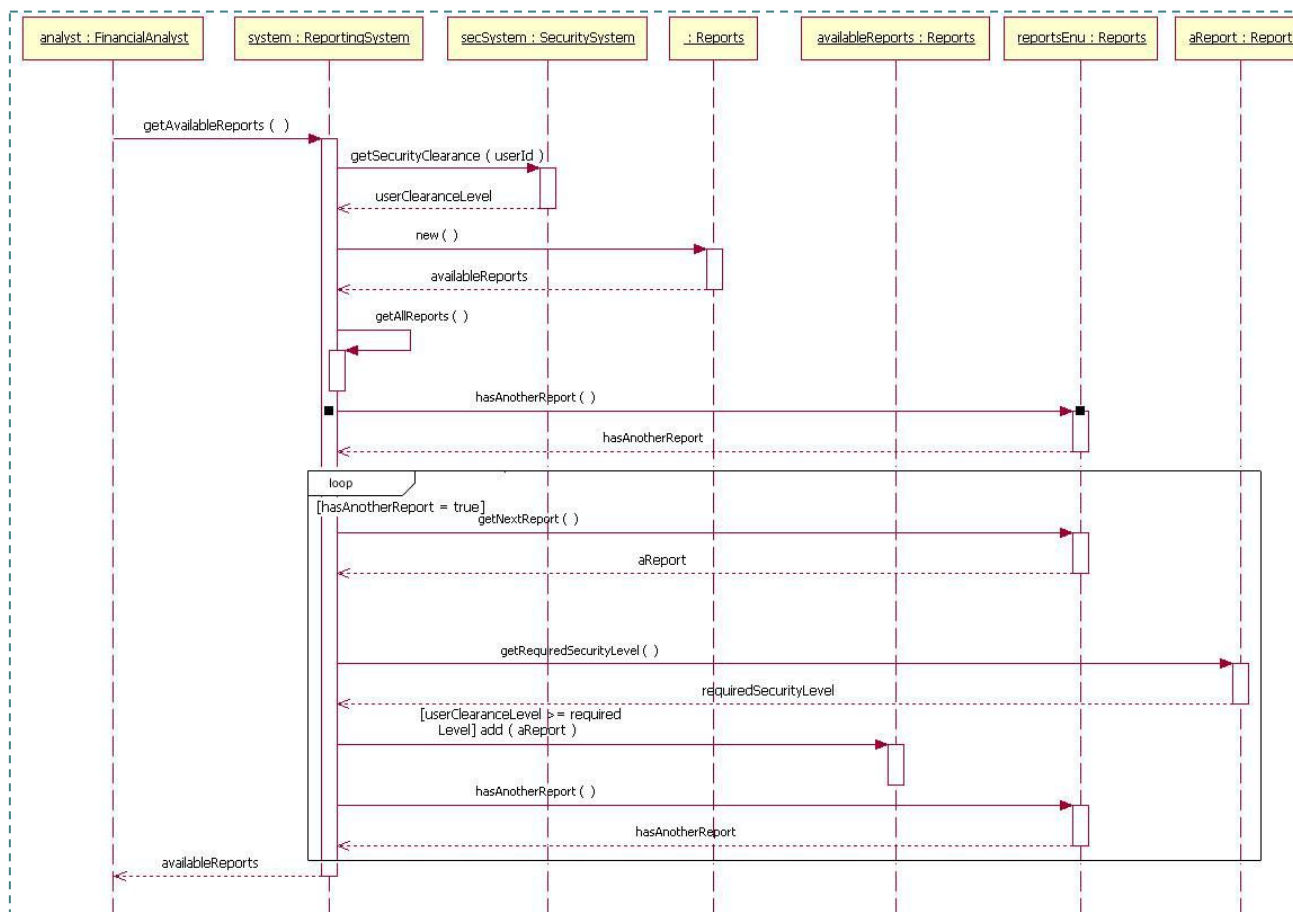 analyst : FinancialAnalyst
system : ReportingSystem
secSystem : SecuritySystem
: Reports
availableReports : Reports
reportsEnu : Reports
aReport : Report
getAvailableReports ( )
getSecurityClearance ( userId )
userClearanceLevel
new ( )
availableReports
getAllReports ( )
hasAnotherReport ( )
hasAnotherReport
loop
[hasAnotherReport = true]
getNextReport ( )
aReport
getRequiredSecurityLevel ( )
requiredSecurityLevel
[userClearanceLevel >= required
Level] add ( aReport )
hasAnotherReport ( )
hasAnotherReport
availableReports